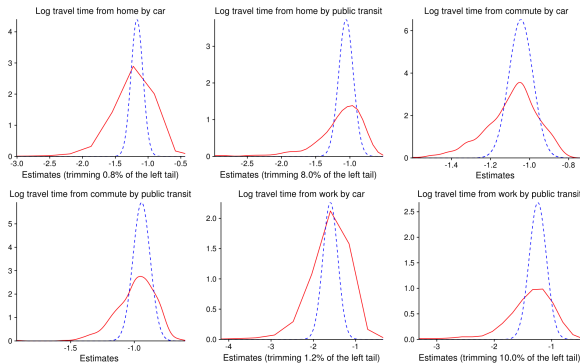 Log travel time from home by car
4
3
2
1
0
-3.0 -2.5 -2.0 -1.5 -1.0 -0.5
Estimates (trimming 0.8% of the left tail)
Log travel time from home by public transit
3
2
1
0
-2.5 -2.0 -1.5 -1.0
Estimates (trimming 8.0% of the left tail)
Log travel time from commute by car
6
4
2
0
-1.4 -1.2 -1.0 -0.8
Estimates
Log travel time from commute by public transit
5
4
3
2
1
0
-1.5 -1.0
Estimates
Log travel time from work by car
2.0
1.5
1.0
0.5
0.0
-4 -3 -2 -1
Estimates (trimming 1.2% of the left tail)
Log travel time from work by public transit
2.5
2.0
1.5
1.0
0.5
0.0
-3 -2 -1
Estimates (trimming 10.0% of the left tail)